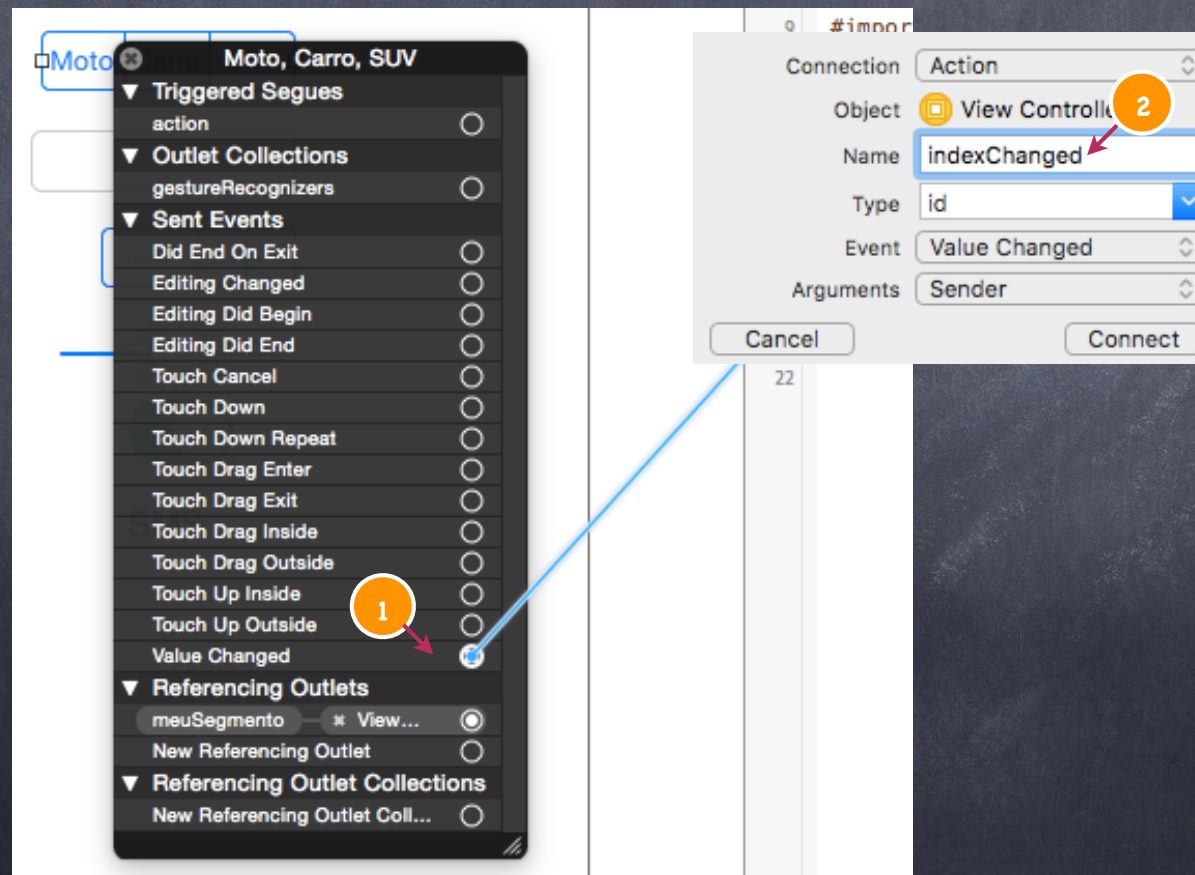 Moto
Moto, Carro, SUV
Triggered Segues
action
Outlet Collections
gestureRecognizers
Sent Events
Did End On Exit
Editing Changed
Editing Did Begin
Editing Did End
Touch Cancel
Touch Down
Touch Down Repeat
Touch Drag Enter
Touch Drag Exit
Touch Drag Inside
Touch Drag Outside
Touch Up Inside
1
Touch Up Outside
Value Changed
Referencing Outlets
meuSegmento View...
New Referencing Outlet
Referencing Outlet Collections
New Referencing Outlet Coll...
9 #impor
Connection Action
Object View Controlle
2
Name indexChanged
Type id
Event Value Changed
Arguments Sender
Cancel Connect
22